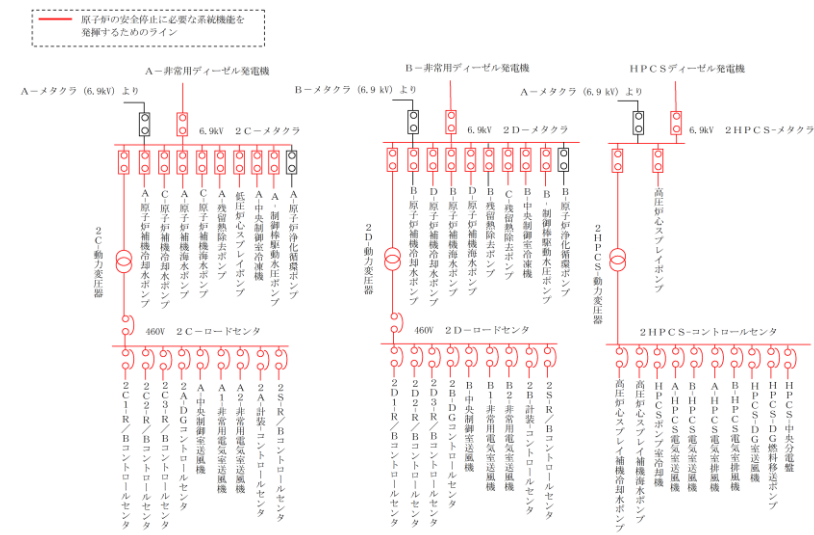 原子炉の安全停止に必要な系統機能を
発揮するためのライン
A－非常用ディーゼル発電機
A－メタクラ（6.9kV）より
6.9kV　2C－メタクラ
A-原子炉補機冷却水ポンプ
C-原子炉補機冷却水ポンプ
A-原子炉補機海水ポンプ
C-原子炉補機海水ポンプ
A-残留熱除去ポンプ
低圧炉心スプレイポンプ
A-中央制御室冷凍機
A-制御棒駆動水圧ポンプ
A-原子炉浄化循環ポンプ
2C-動力変圧器
460V　2C－ロードセンタ
2C1-R／Bコントロールセンタ
2C2-R／Bコントロールセンタ
2C3-R／Bコントロールセンタ
2A-DGコントロールセンタ
A-中央制御室送風機
A1-非常用電気室送風機
A2-非常用電気室送風機
2A-計装-コントロールセンタ
2S-R／Bコントロールセンタ
B－非常用ディーゼル発電機
B－メタクラ（6.9 kV）より
6.9kV　2D－メタクラ
B-原子炉補機冷却水ポンプ
D-原子炉補機冷却水ポンプ
B-原子炉補機海水ポンプ
D-原子炉補機海水ポンプ
B-残留熱除去ポンプ
C-残留熱除去ポンプ
B-中央制御室冷凍機
B-制御棒駆動水圧ポンプ
B-原子炉浄化循環ポンプ
2D-動力変圧器
460V　2D－ロードセンタ
2D1-R／Bコントロールセンタ
2D2-R／Bコントロールセンタ
2D3-R／Bコントロールセンタ
2B-DGコントロールセンタ
B-中央制御室送風機
B1-非常用電気室送風機
B2-非常用電気室送風機
2B-計装-コントロールセンタ
2S-R／Bコントロールセンタ
HPCSディーゼル発電機
A－メタクラ（6.9 kV）より
6.9kV　2HPCS-メタクラ
高圧炉心スプレイポンプ
2HPCS-動力変圧器
2HPCS-コントロールセンタ
高圧炉心スプレイ補機冷却水ポンプ
高圧炉心スプレイ補機海水ポンプ
HPCSポンプ室冷却機
A-HPCS電気室送風機
B-HPCS電気室送風機
A-HPCS電気室排風機
B-HPCS電気室排風機
HPCS-DG室送風機
HPCS-DG燃料移送ポンプ
HPCS-中央分電盤